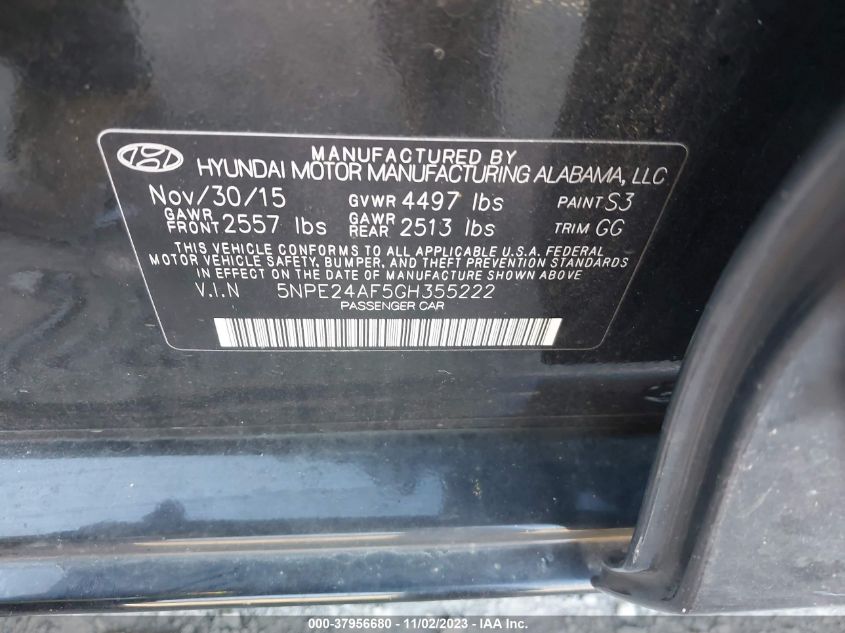 MANUFACTURED BY
HYUNDAI MOTOR MANUFACTURING ALABAMA, LLC
Nov/30/15 GVWR 4497 lbs PAINT S3
GAWR FRONT 2557 lbs GAWR REAR 2513 lbs TRIM GG
THIS VEHICLE CONFORMS TO ALL APPLICABLE U.S.A. FEDERAL
MOTOR VEHICLE SAFETY, BUMPER, AND THEFT PREVENTION STANDARDS
IN EFFECT ON THE DATE OF MANUFACTURE SHOWN ABOVE
V.I.N 5NPE24AF5GH355222
PASSENGER CAR
000-37956680 - 11/02/2023 - IAA Inc.